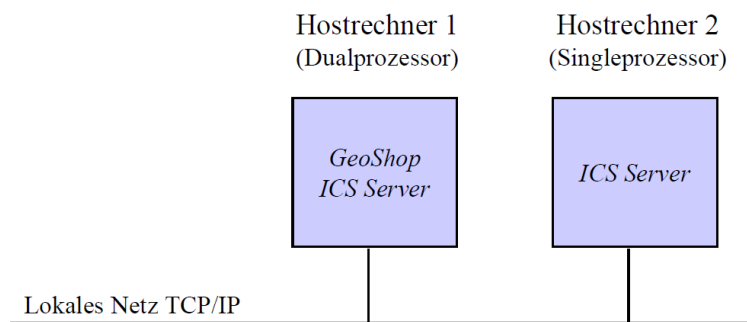 Hostrechner 1
(Dualprozessor)
Hostrechner 2
(Singleprozessor)
GeoShop
ICS Server
ICS Server
Lokales Netz TCP/IP